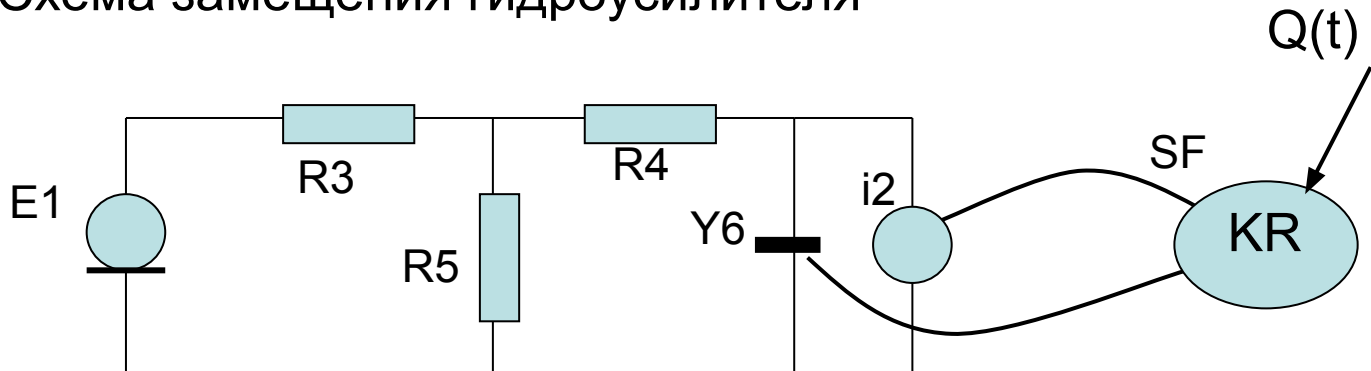 Схема замещения гидроусилителя
Q(t)
R3
R4
SF
E1
i2
Y6
KR
R5